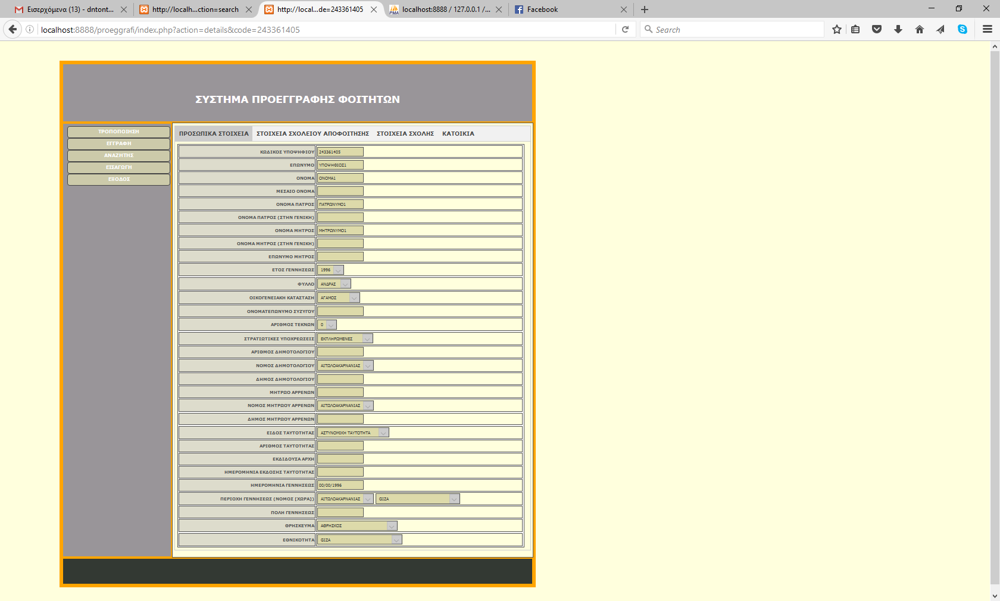 Εισερχόμενα (13) - dntont...
http://localh...ction=search
http://local...de=243361405
localhost:8888 / 127.0.0.1 /...
Facebook
localhost:8888/proeggrafi/index.php?action=details&code=243361405
Search
ΣΥΣΤΗΜΑ ΠΡΟΕΓΓΡΑΦΗΣ ΦΟΙΤΗΤΩΝ
ΤΡΟΠΟΠΟΙΗΣΗ
ΕΓΓΡΑΦΗ
ΑΝΑΖΗΤΗΣ
ΕΙΣΑΓΩΓΗ
ΕΞΟΔΟΣ
ΠΡΟΣΩΠΙΚΑ ΣΤΟΙΧΕΙΑ ΣΤΟΙΧΕΙΑ ΣΧΟΛΕΙΟΥ ΑΠΟΦΟΙΤΗΣΗΣ ΣΤΟΙΧΕΙΑ ΣΧΟΛΗΣ ΚΑΤΟΙΚΙΑ
ΚΩΔΙΚΟΣ ΥΠΟΨΗΦΙΟΥ 243361405
ΕΠΩΝΥΜΟ ΥΠΟΨΗΦΙΟΣ1
ΟΝΟΜΑ ΟΝΟΜΑ1
ΜΕΣΑΙΟ ΟΝΟΜΑ
ΟΝΟΜΑ ΠΑΤΡΟΣ ΠΑΤΡΩΝΥΜΟ1
ΟΝΟΜΑ ΠΑΤΡΟΣ (ΣΤΗΝ ΓΕΝΙΚΗ)
ΟΝΟΜΑ ΜΗΤΡΟΣ ΜΗΤΡΩΝΥΜΟ1
ΟΝΟΜΑ ΜΗΤΡΟΣ (ΣΤΗΝ ΓΕΝΙΚΗ)
ΕΠΩΝΥΜΟ ΜΗΤΡΟΣ
ΕΤΟΣ ΓΕΝΝΗΣΕΩΣ 1996
ΦΥΛΛΟ ΑΝΔΡΑΣ
ΟΙΚΟΓΕΝΕΙΑΚΗ ΚΑΤΑΣΤΑΣΗ ΑΓΑΜΟΣ
ΟΝΟΜΑΤΕΠΩΝΥΜΟ ΣΥΖΥΓΟΥ
ΑΡΙΘΜΟΣ ΤΕΚΝΩΝ 0
ΣΤΡΑΤΙΩΤΙΚΕΣ ΥΠΟΧΡΕΩΣΕΙΣ ΕΚΠΛΗΡΩΜΕΝΕΣ
ΑΡΙΘΜΟΣ ΔΗΜΟΤΟΛΟΓΙΟΥ
ΝΟΜΟΣ ΔΗΜΟΤΟΛΟΓΙΟΥ ΑΙΤΩΛΟΑΚΑΡΝΑΝΙΑΣ
ΔΗΜΟΣ ΔΗΜΟΤΟΛΟΓΙΟΥ
ΜΗΤΡΩΟ ΑΡΡΕΝΩΝ
ΝΟΜΟΣ ΜΗΤΡΩΟΥ ΑΡΡΕΝΩΝ ΑΙΤΩΛΟΑΚΑΡΝΑΝΙΑΣ
ΔΗΜΟΣ ΜΗΤΡΩΟΥ ΑΡΡΕΝΩΝ
ΕΙΔΟΣ ΤΑΥΤΟΤΗΤΑΣ ΑΣΤΥΝΟΜΙΚΗ ΤΑΥΤΟΤΗΤΑ
ΑΡΙΘΜΟΣ ΤΑΥΤΟΤΗΤΑΣ
ΕΚΔΙΔΟΥΣΑ ΑΡΧΗ
ΗΜΕΡΟΜΗΝΙΑ ΕΚΔΟΣΗΣ ΤΑΥΤΟΤΗΤΑΣ
ΗΜΕΡΟΜΗΝΙΑ ΓΕΝΝΗΣΕΩΣ 00/00/1996
ΠΕΡΙΟΧΗ ΓΕΝΝΗΣΕΩΣ (ΝΟΜΟΣ [ΧΩΡΑ]) ΑΙΤΩΛΟΑΚΑΡΝΑΝΙΑΣ GIZA
ΠΟΛΗ ΓΕΝΝΗΣΕΩΣ
ΘΡΗΣΚΕΥΜΑ ΑΘΡΗΣΚΟΣ
ΕΘΝΙΚΟΤΗΤΑ GIZA